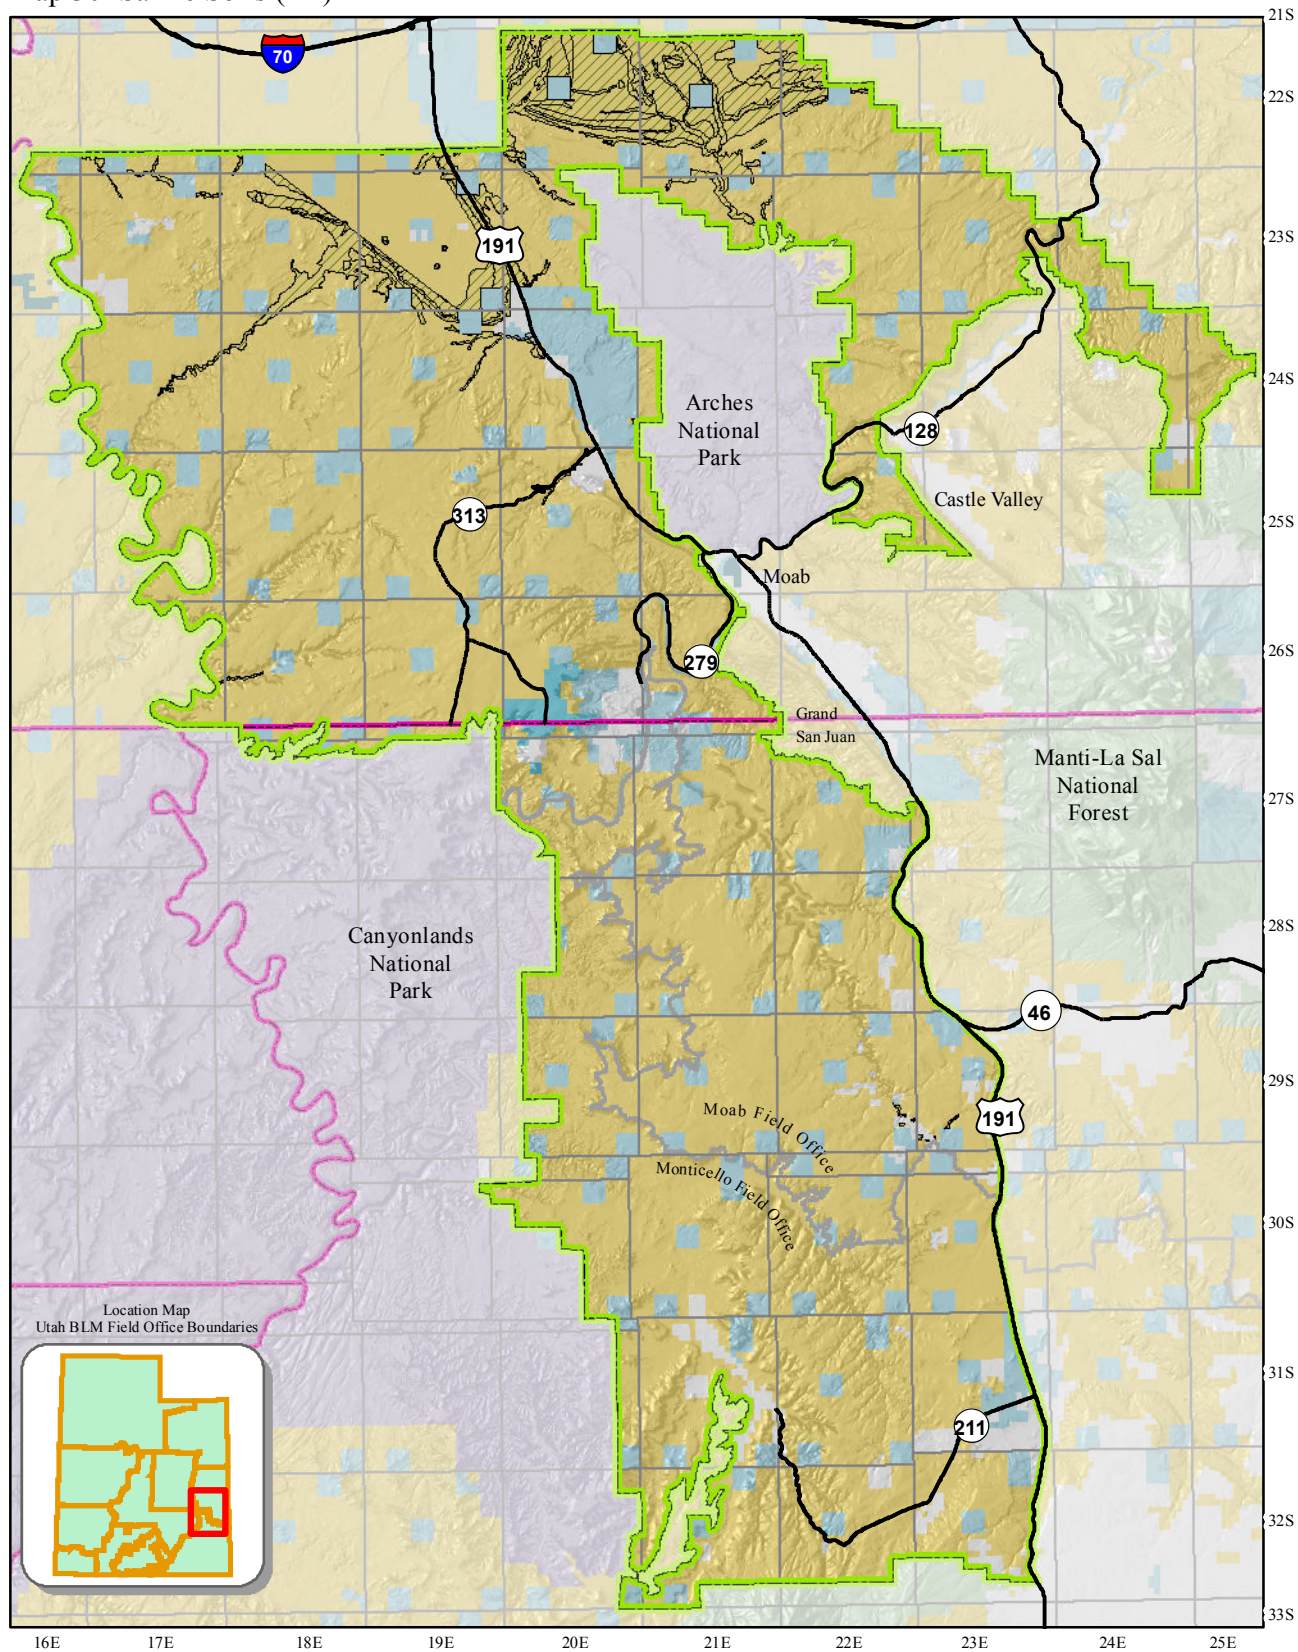 21S
70
22S
191
23S
24S
Arches
National
Park
128
Castle Valley
313
25S
Moab
279
26S
Grand
San Juan
Manti-La Sal
National
Forest
27S
Canyonlands
National
Park
28S
46
29S
Moab Field Office
191
Monticello Field Office
30S
Location Map
Utah BLM Field Office Boundaries
31S
211
32S
33S
16E 17E 18E 19E 20E 21E 22E 23E 24E 25E